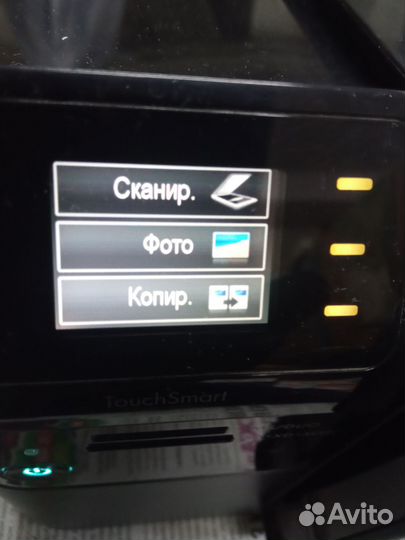 Сканир.
Фото
Копир.
TouchSmart
Avito